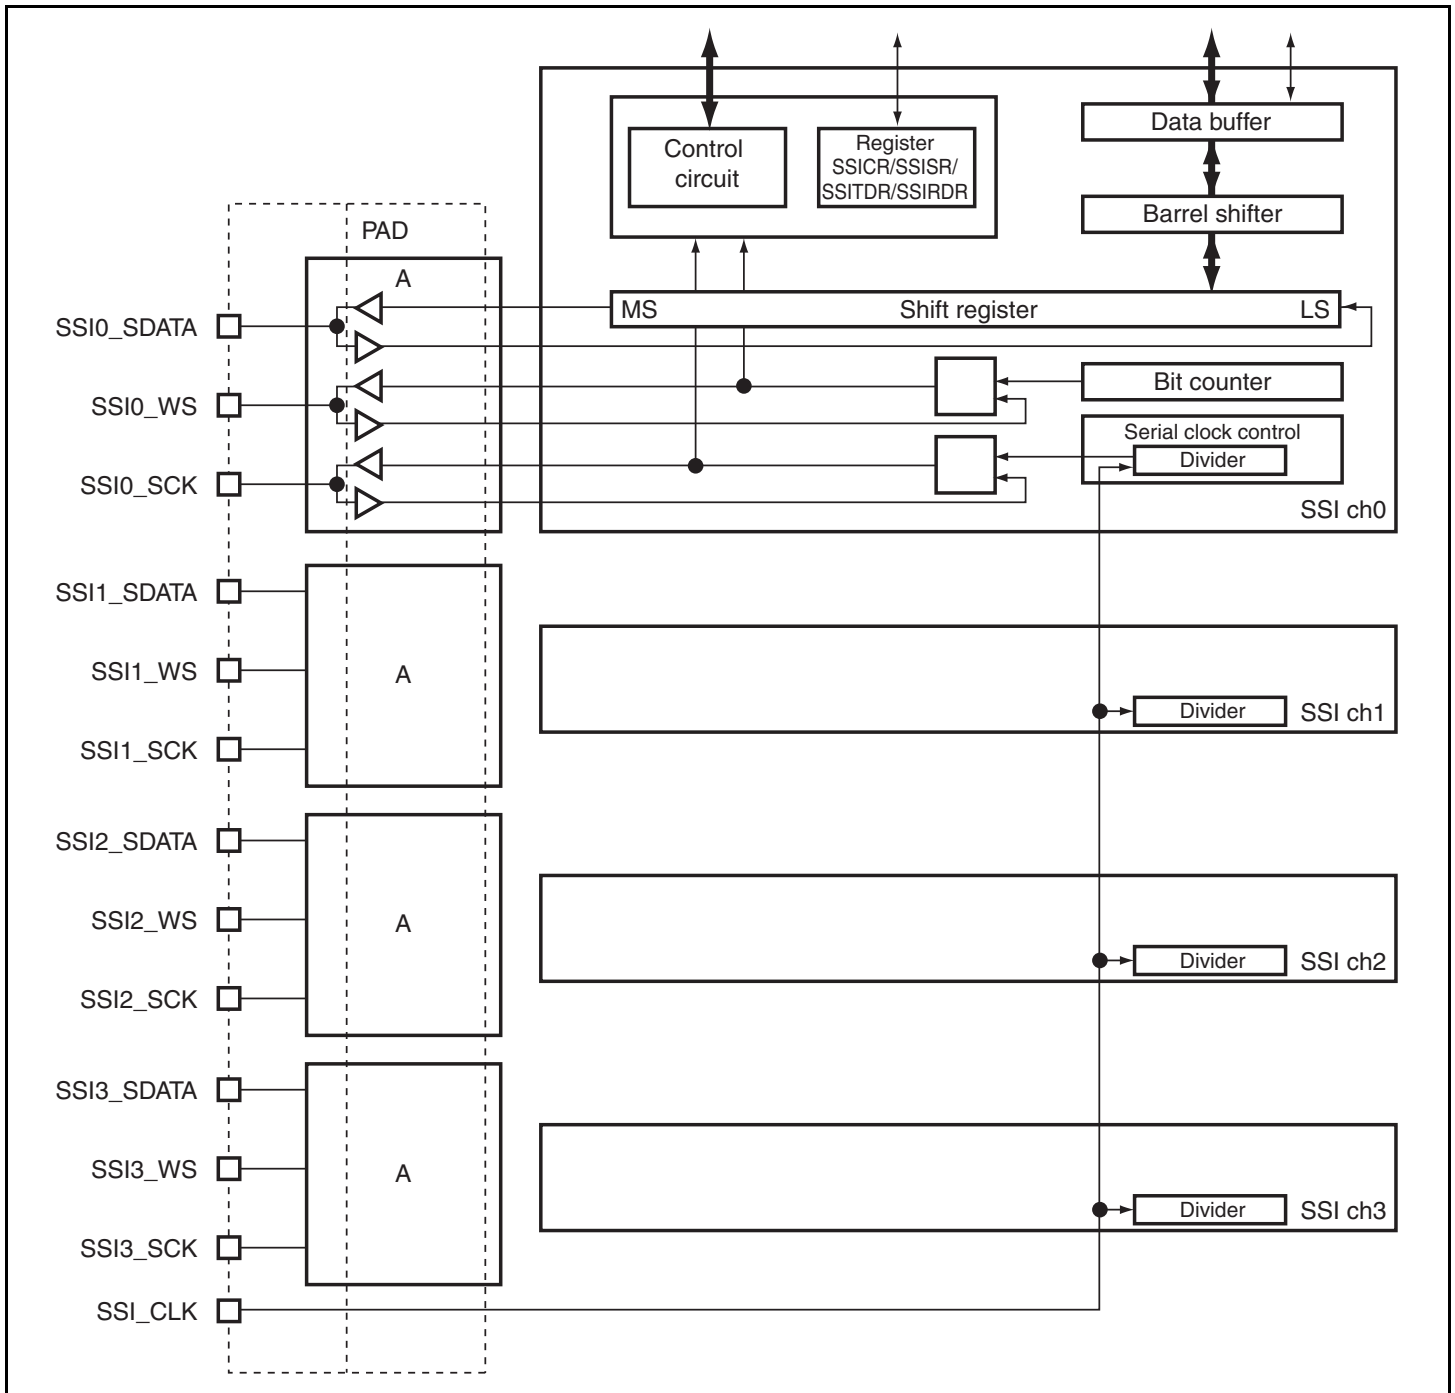 Control
circuit
Register
SSICR/SSISR/
SSITDR/SSIRDR
Data buffer
Barrel shifter
PAD
A
MS
Shift register
LS
SSI0_SDATA
SSI0_WS
SSI0_SCK
Bit counter
Serial clock control
Divider
SSI ch0
SSI1_SDATA
SSI1_WS
SSI1_SCK
A
Divider
SSI ch1
SSI2_SDATA
SSI2_WS
SSI2_SCK
A
Divider
SSI ch2
SSI3_SDATA
SSI3_WS
SSI3_SCK
A
Divider
SSI ch3
SSI_CLK